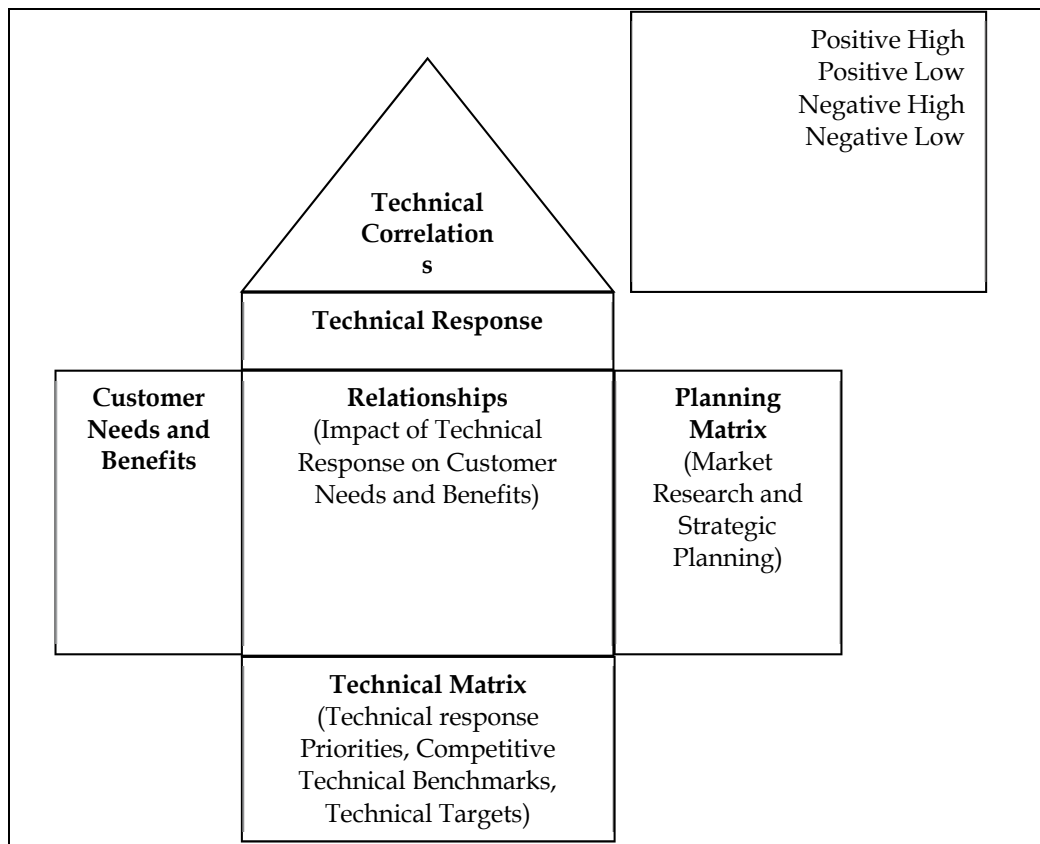 Positive High
Positive Low
Negative High
Negative Low
Technical
Correlation
s
Technical Response
Customer
Needs and
Benefits
Relationships
(Impact of Technical
Response on Customer
Needs and Benefits)
Planning
Matrix
(Market
Research and
Strategic
Planning)
Technical Matrix
(Technical response
Priorities, Competitive
Technical Benchmarks,
Technical Targets)